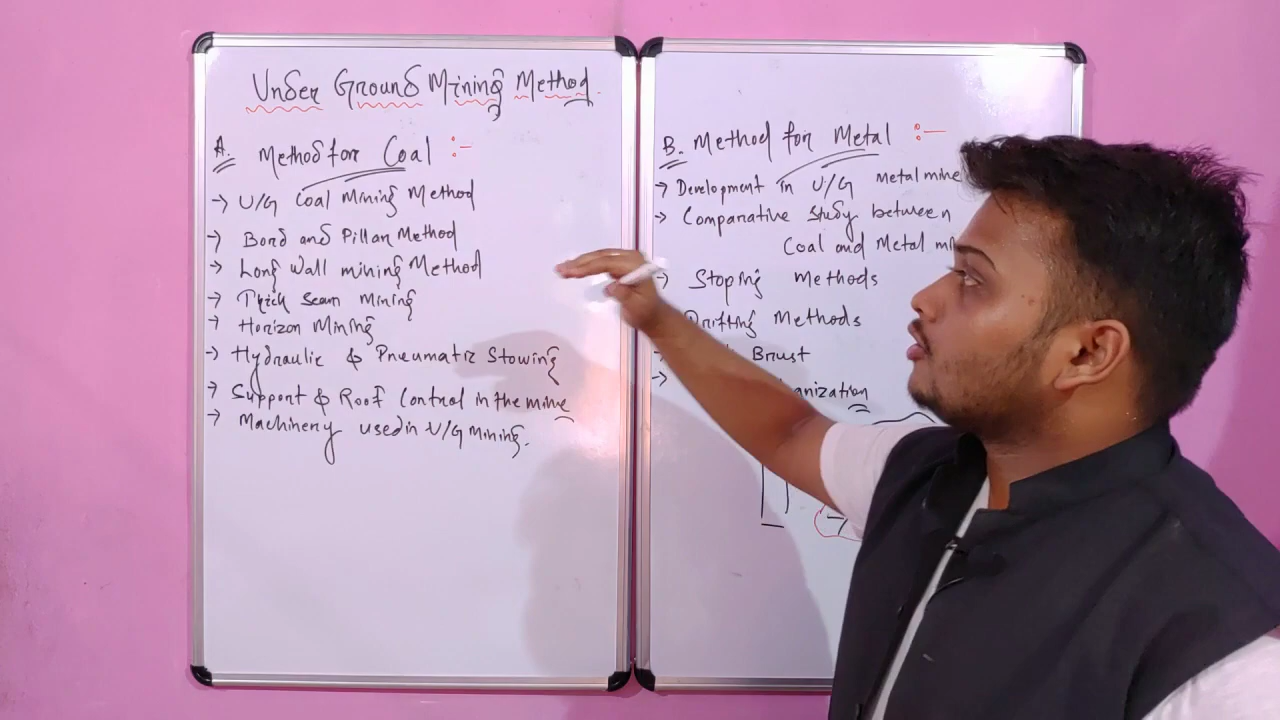 Under Ground Mining Method.
A. Method for Coal :-
→ U/G Coal Mining Method
→ Bord and Pillar Method
→ Long Wall mining Method
→ Thick seam Mining
→ Horizon Mining
→ Hydraulic & Pneumatic Stowing
→ Support & Roof Control in the mine
→ Machinery used in U/G Mining.
B. Method for Metal :-
→ Development in U/G metal mine
→ Comparative study between
Coal and Metal
→ Stoping Methods
Drifting Methods
→ Brust
→